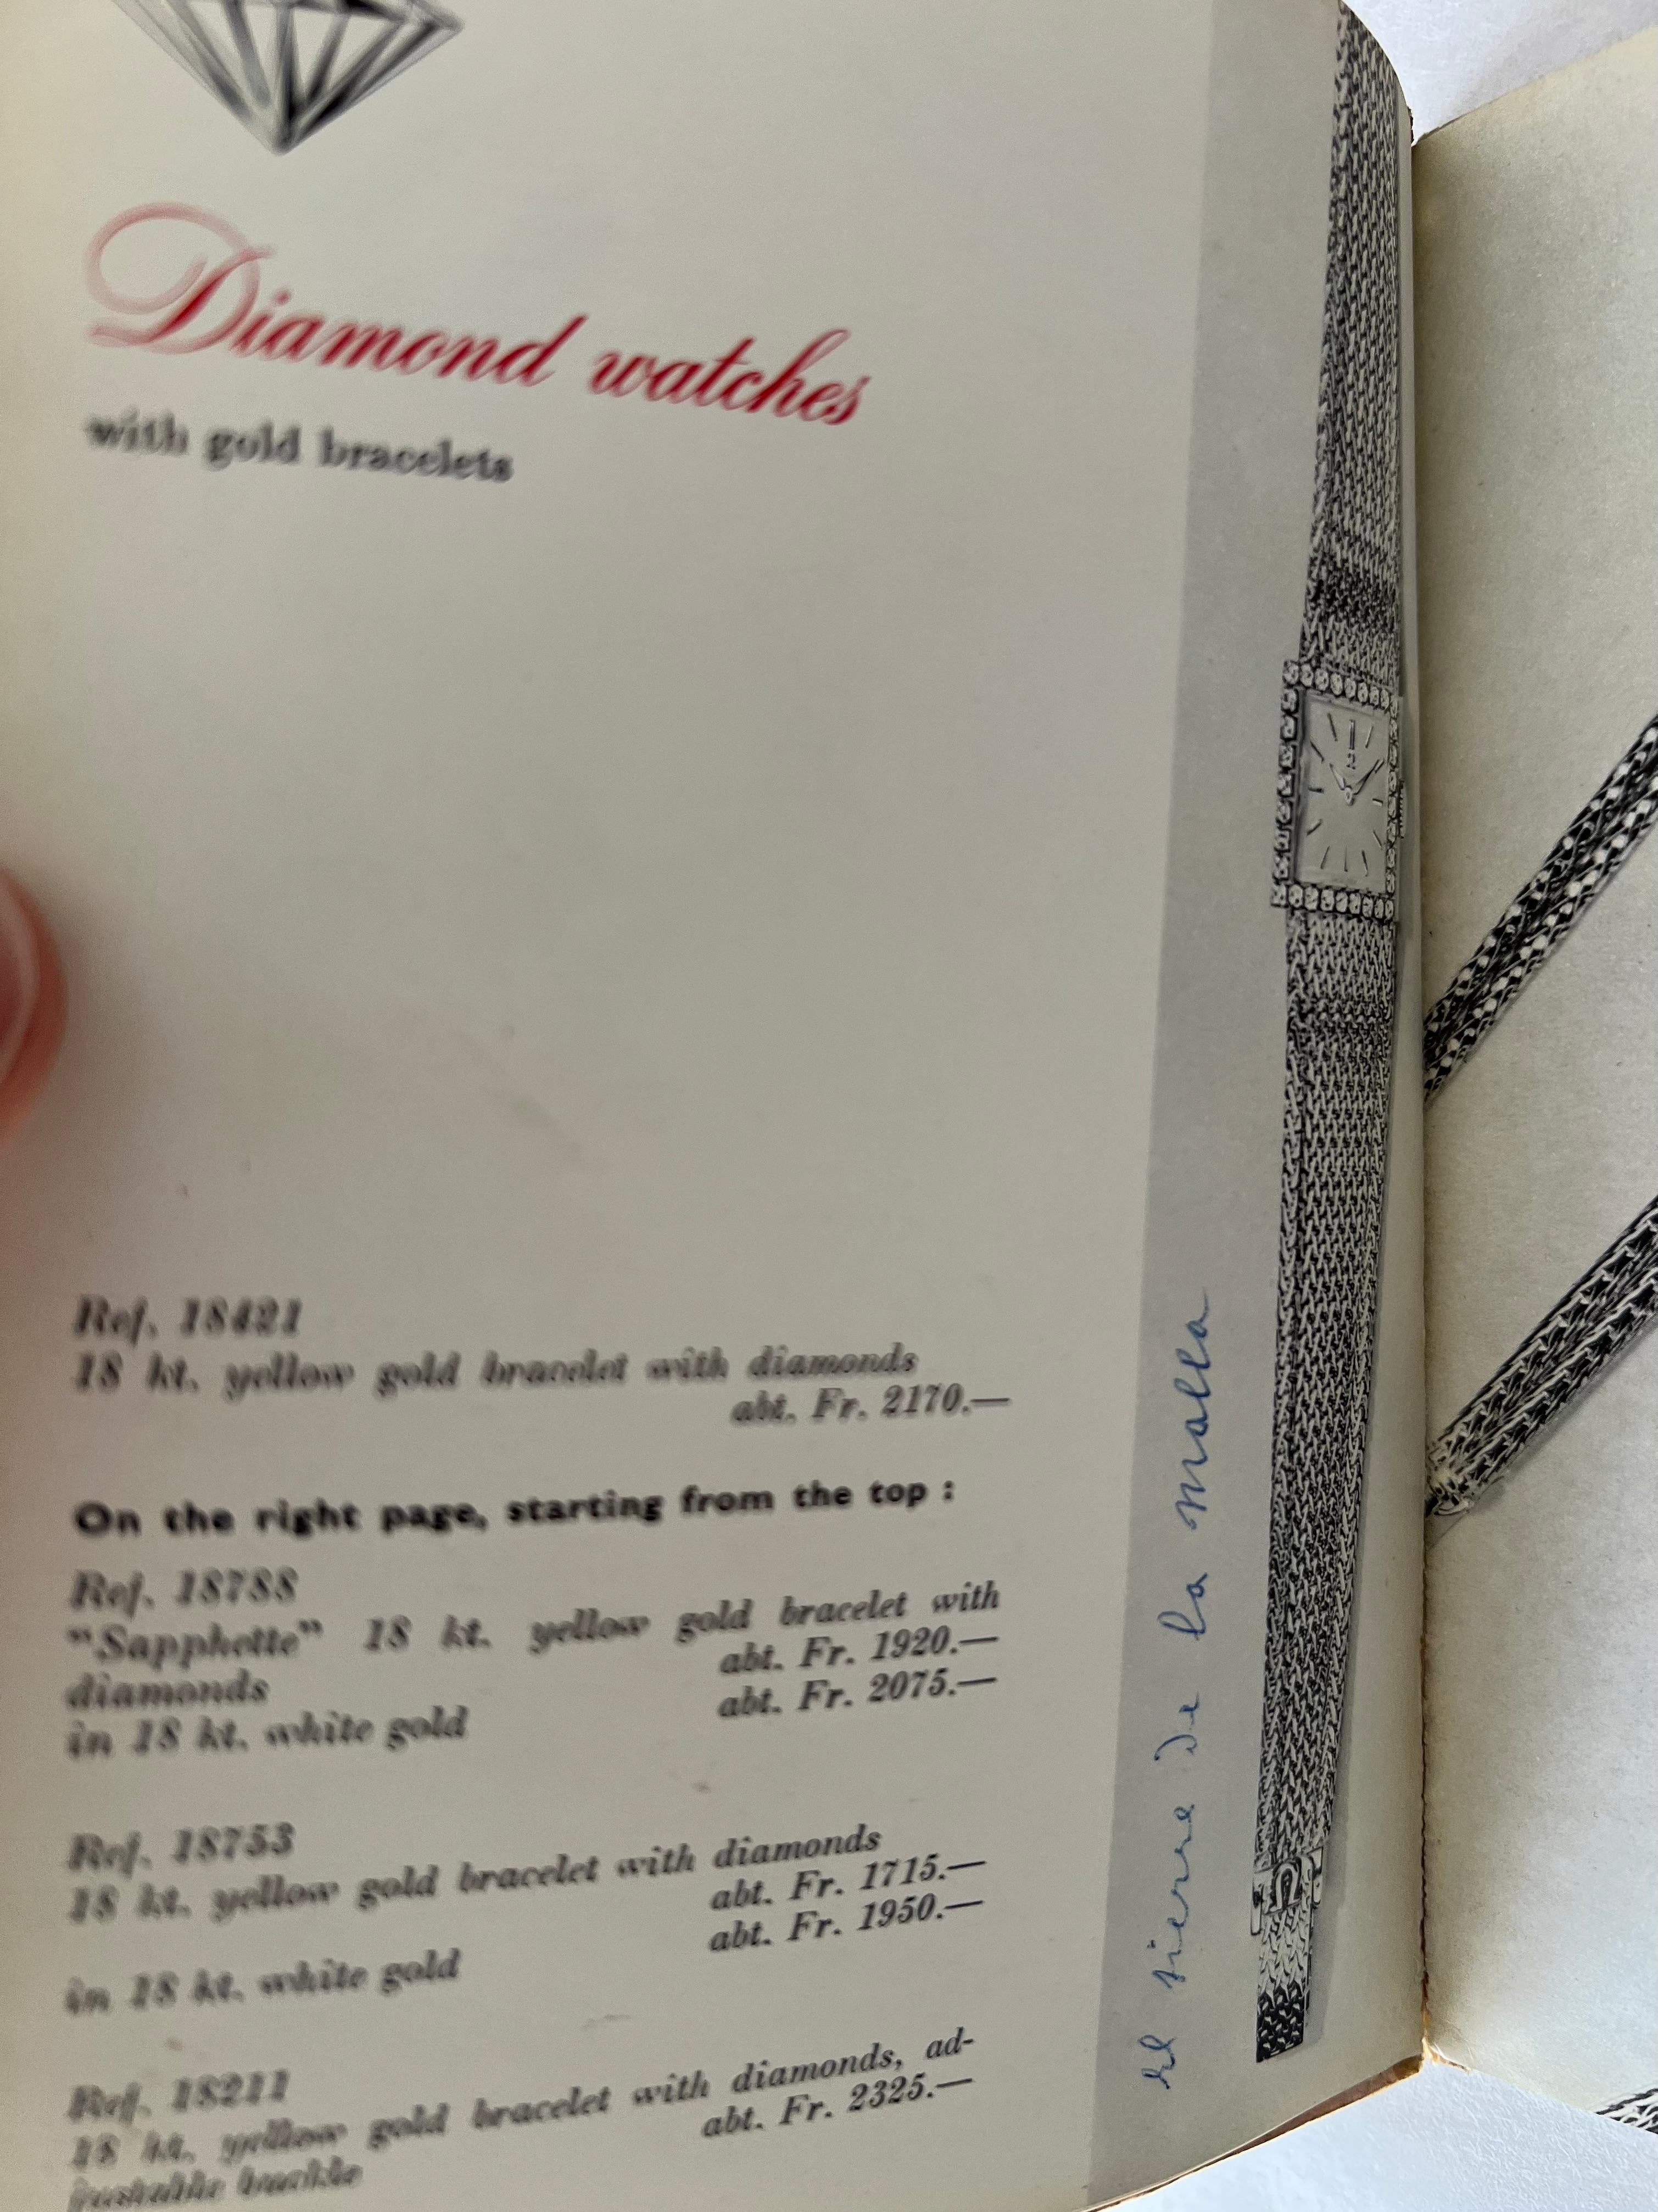 Diamond watches
with gold bracelets
Ref. 18421
18 kt. yellow gold bracelet with diamonds
abt. Fr. 2170.—
On the right page, starting from the top :
Ref. 18788
"Sapphette" 18 kt. yellow gold bracelet with
diamonds abt. Fr. 1920.—
in 18 kt. white gold abt. Fr. 2075.—
Ref. 18753
18 kt. yellow gold bracelet with diamonds
abt. Fr. 1715.—
in 18 kt. white gold abt. Fr. 1950.—
Ref. 18211
18 kt. yellow gold bracelet with diamonds, ad-
justable buckle abt. Fr. 2325.—
el sierre de la malla